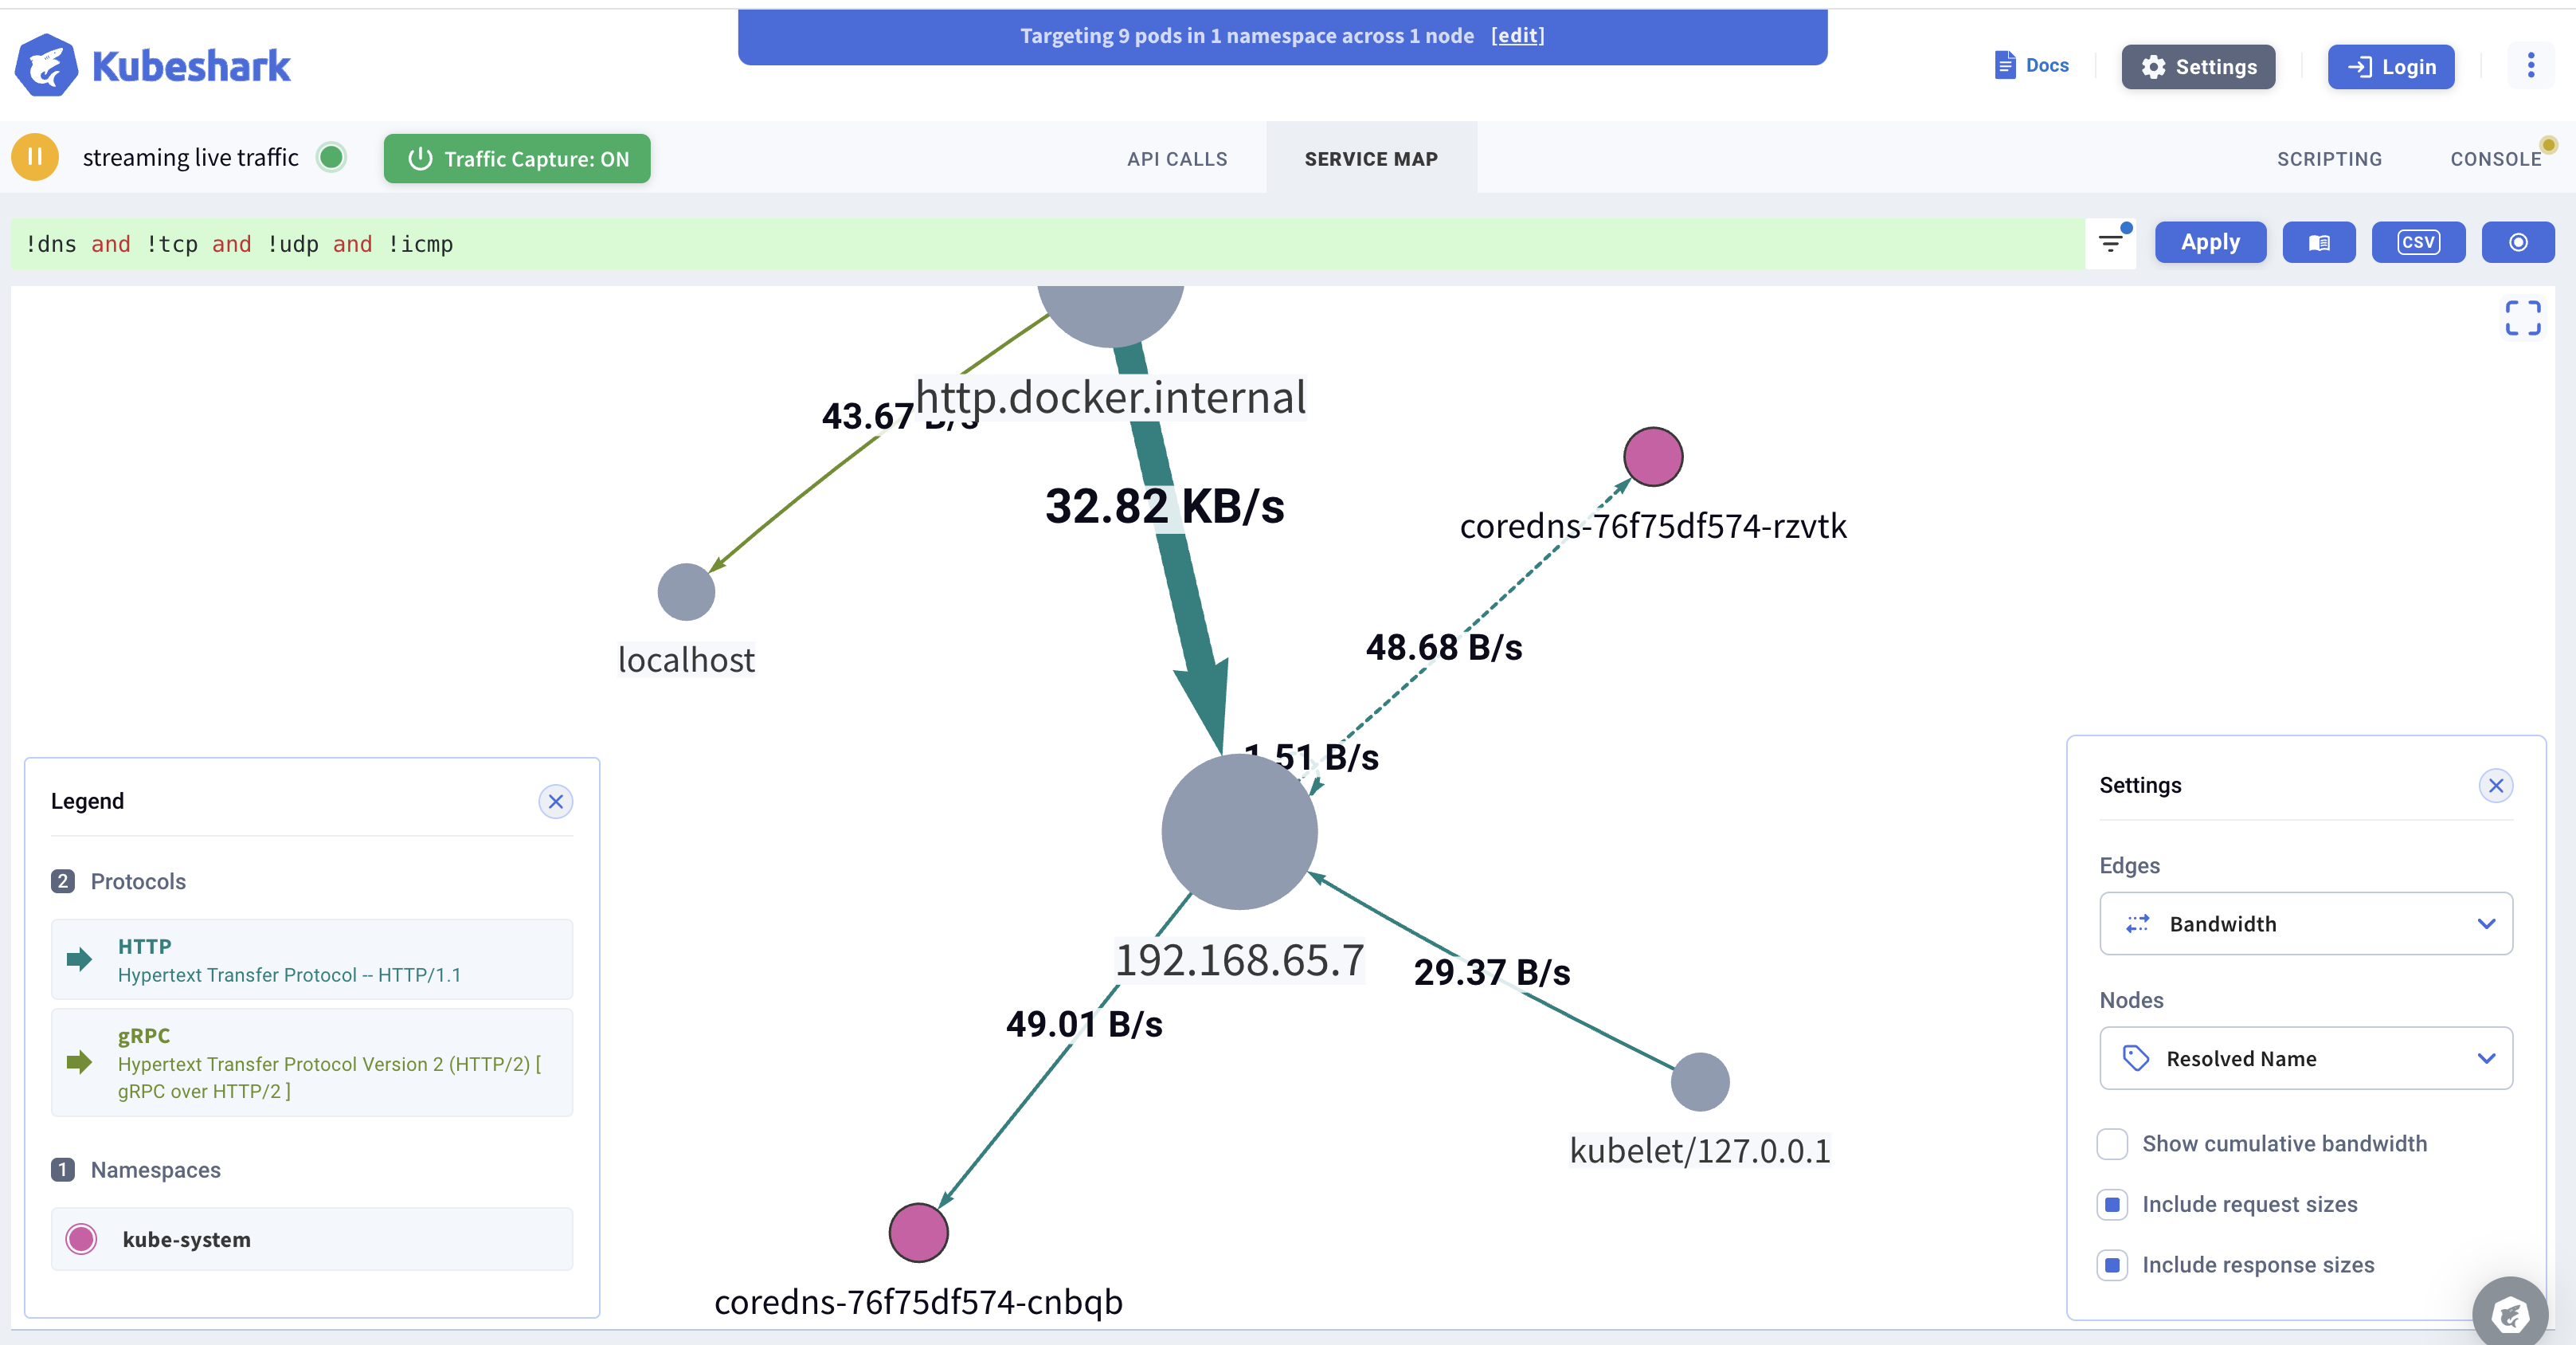 Targeting 9 pods in 1 namespace across 1 node [edit]
Kubeshark
Docs
Settings
Login
streaming live traffic
Traffic Capture: ON
API CALLS
SERVICE MAP
SCRIPTING
CONSOLE
!dns and !tcp and !udp and !icmp
Apply
CSV
http.docker.internal
43.67 B/s
32.82 KB/s
coredns-76f75df574-rzvtk
localhost
48.68 B/s
51 B/s
192.168.65.7
29.37 B/s
49.01 B/s
kubelet/127.0.0.1
coredns-76f75df574-cnbqb
Legend
2 Protocols
HTTP
Hypertext Transfer Protocol -- HTTP/1.1
gRPC
Hypertext Transfer Protocol Version 2 (HTTP/2) [
gRPC over HTTP/2 ]
1 Namespaces
kube-system
Settings
Edges
Bandwidth
Nodes
Resolved Name
Show cumulative bandwidth
Include request sizes
Include response sizes